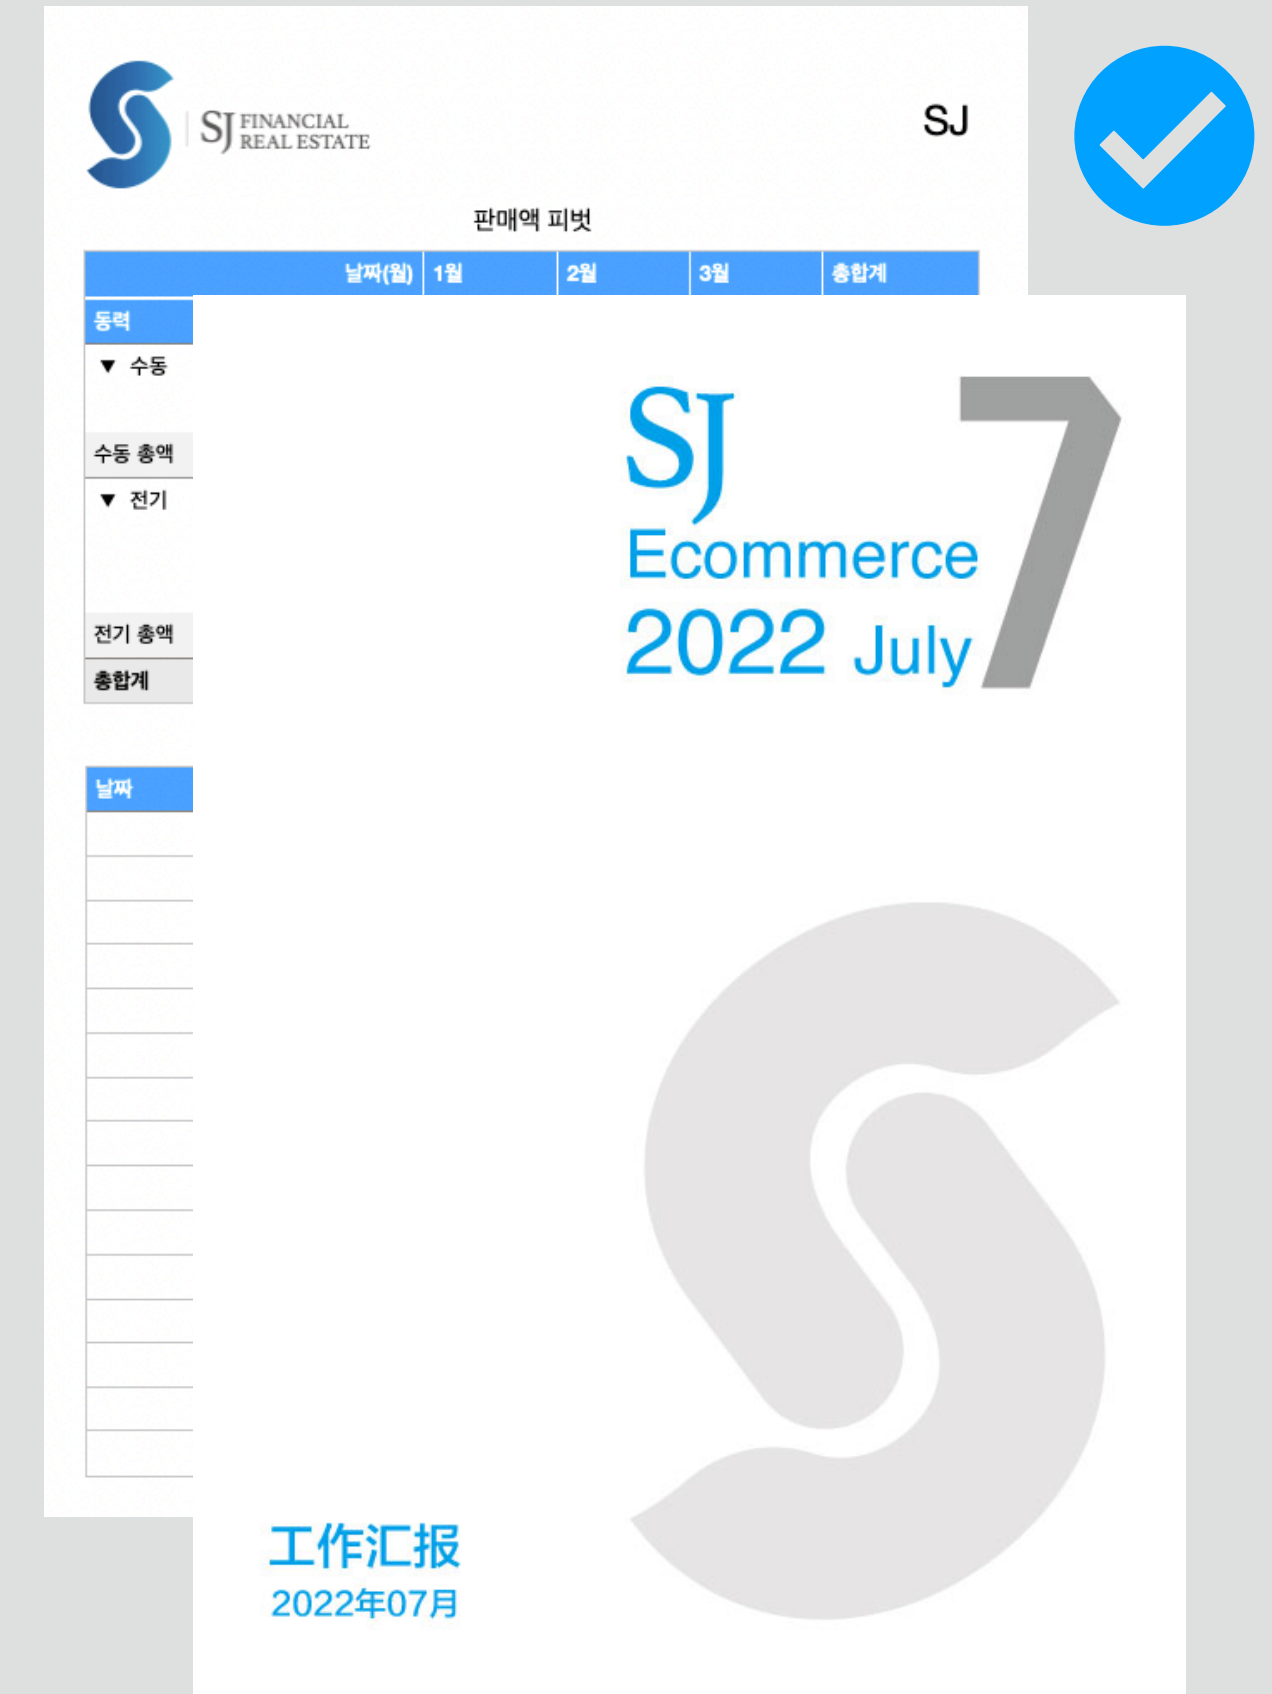 SJ FINANCIAL
REAL ESTATE
SJ
판매액 피벗
날짜(월) 1월 2월 3월 총합계
동력
▼ 수동
수동 총액
▼ 전기
전기 총액
총합계
날짜
SJ
7
Ecommerce
2022 July
工作汇报
2022年07月